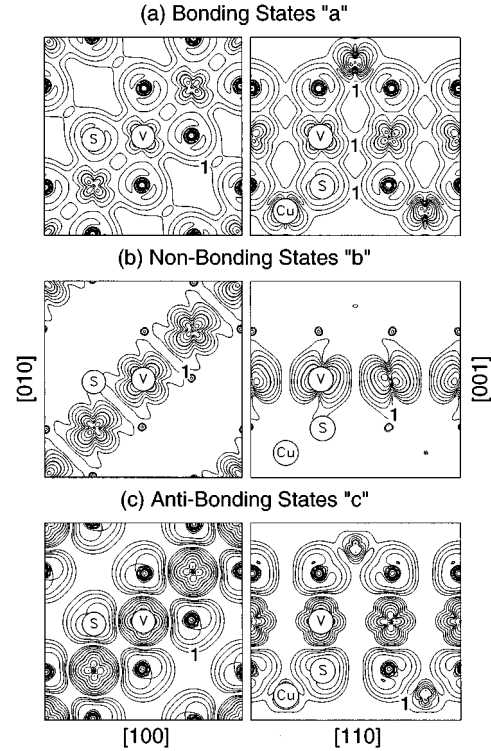 (a) Bonding States "a"
S V 1
1 V 1 S 1 Cu
(b) Non-Bonding States "b"
[010]
S V 1
V S 1 Cu
[001]
(c) Anti-Bonding States "c"
S V 1
V S Cu 1
[100] [110]